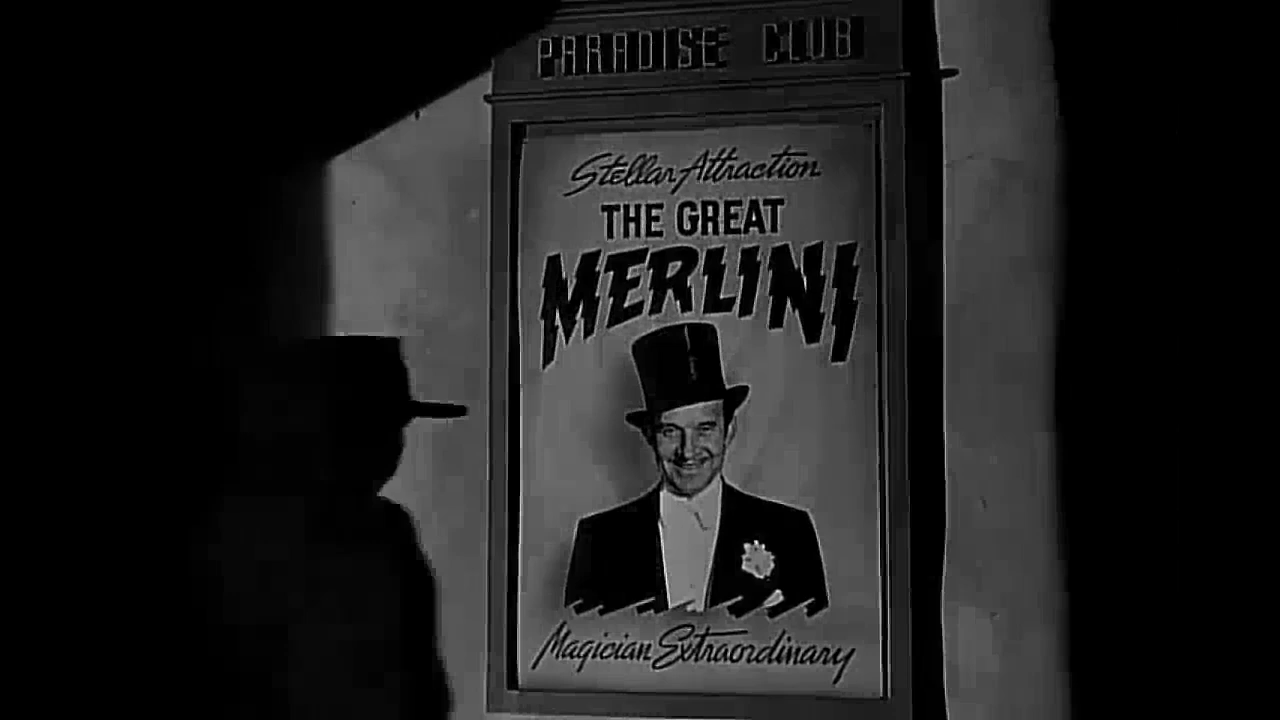 PARADISE CLUB
Stellar Attraction
THE GREAT
MERLINI
Magician Extraordinary